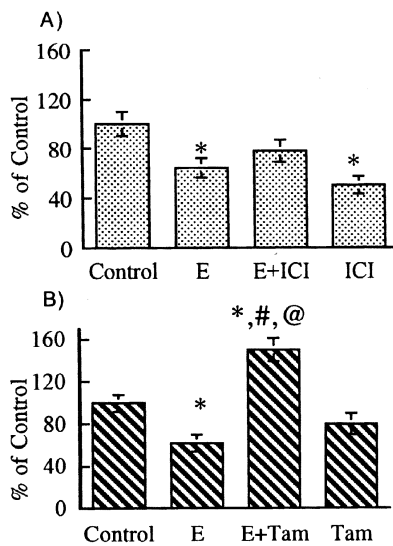 A)
% of Control
160
120
80
40
0
*
*
Control E E+ICI ICI
B)
% of Control
160
120
80
40
0
*
*,#,@
Control E E+Tam Tam